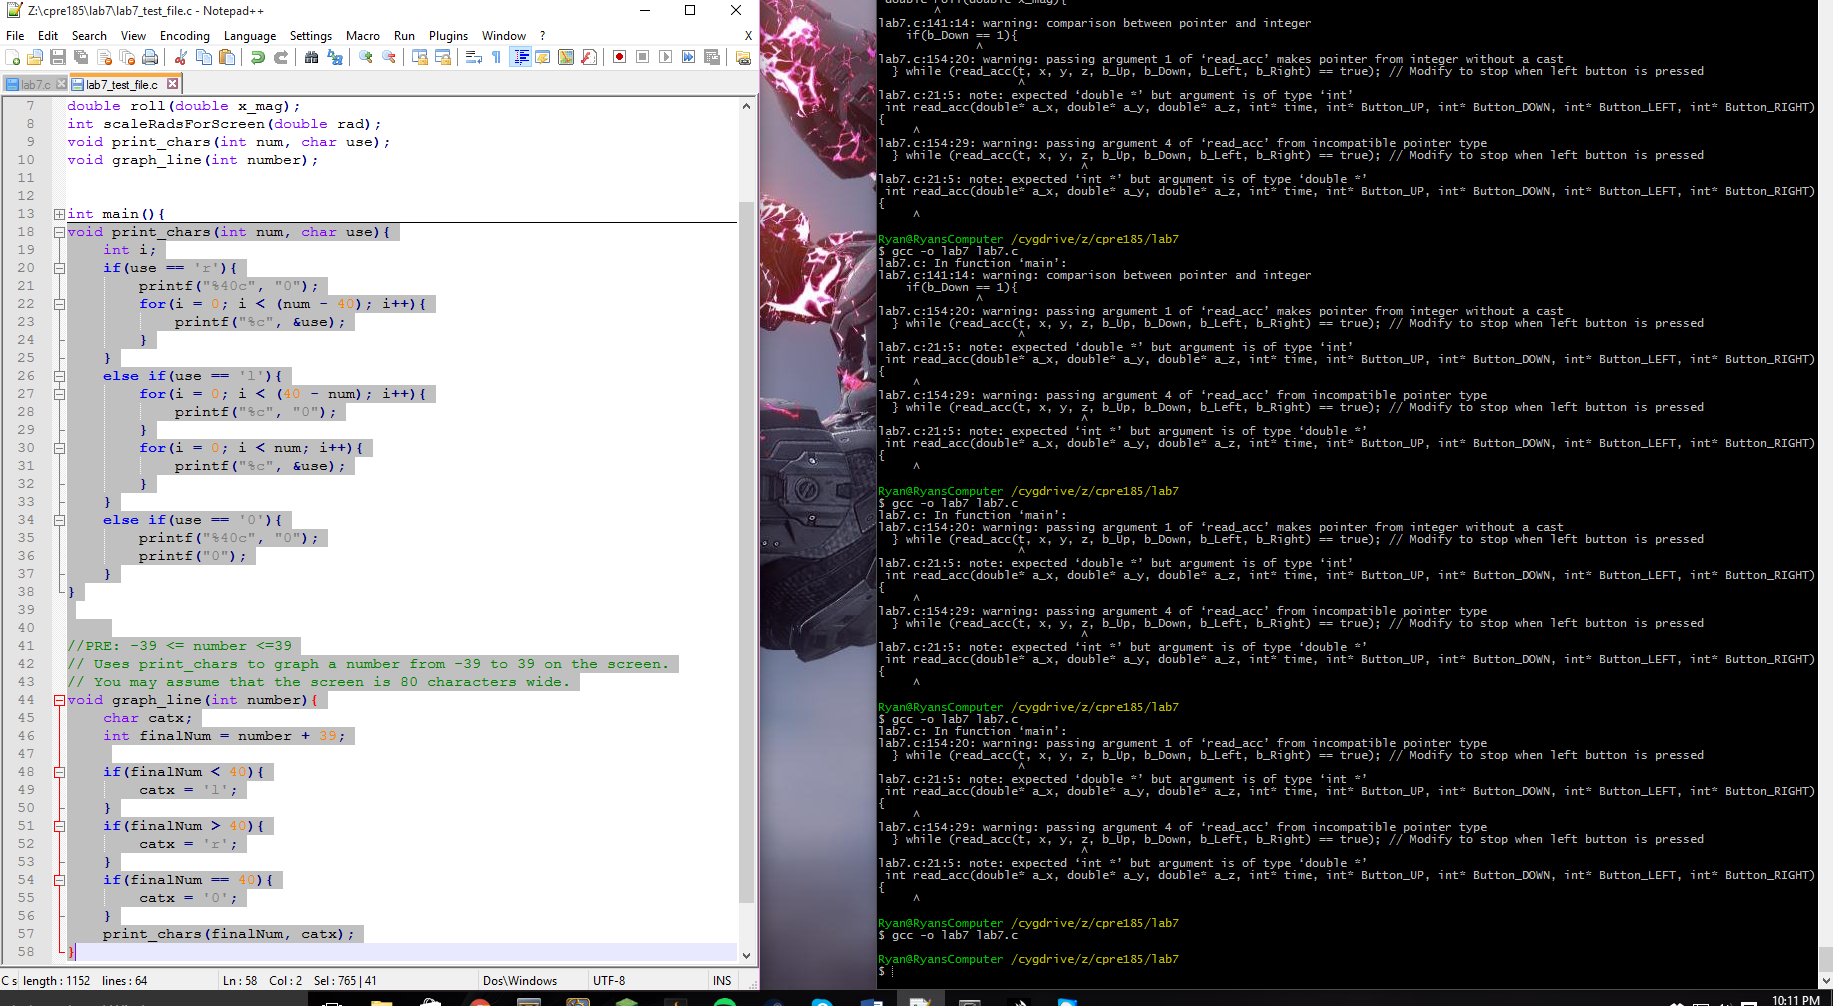 Z:\cpre185\lab7\lab7_test_file.c - Notepad++
File Edit Search View Encoding Language Settings Macro Run Plugins Window ? X
lab7.c lab7_test_file.c
7 double roll(double x_mag);
8 int scaleRadsForScreen(double rad);
9 void print_chars(int num, char use);
10 void graph_line(int number);
11
12
13 int main(){
18 void print_chars(int num, char use){
19 int i;
20 if(use == 'r'){
21 printf("%40c", "0");
22 for(i = 0; i < (num - 40); i++){
23 printf("%c", &use);
24 }
25 }
26 else if(use == 'l'){
27 for(i = 0; i < (40 - num); i++){
28 printf("%c", "0");
29 }
30 for(i = 0; i < num; i++){
31 printf("%c", &use);
32 }
33 }
34 else if(use == '0'){
35 printf("%40c", "0");
36 printf("0");
37 }
38 }
39
40
41 //PRE: -39 <= number <=39
42 // Uses print_chars to graph a number from -39 to 39 on the screen.
43 // You may assume that the screen is 80 characters wide.
44 void graph_line(int number){
45 char catx;
46 int finalNum = number + 39;
47
48 if(finalNum < 40){
49 catx = 'l';
50 }
51 if(finalNum > 40){
52 catx = 'r';
53 }
54 if(finalNum == 40){
55 catx = '0';
56 }
57 print_chars(finalNum, catx);
58 }
C s length : 1152 lines : 64 Ln : 58 Col : 2 Sel : 765 | 41 Dos\Windows UTF-8 INS
double roll(double x_mag){
^
lab7.c:141:14: warning: comparison between pointer and integer
if(b_Down == 1){
^
lab7.c:154:20: warning: passing argument 1 of ‘read_acc’ makes pointer from integer without a cast
} while (read_acc(t, x, y, z, b_Up, b_Down, b_Left, b_Right) == true); // Modify to stop when left button is pressed
^
lab7.c:21:5: note: expected ‘double *’ but argument is of type ‘int’
int read_acc(double* a_x, double* a_y, double* a_z, int* time, int* Button_UP, int* Button_DOWN, int* Button_LEFT, int* Button_RIGHT)
{
^
lab7.c:154:29: warning: passing argument 4 of ‘read_acc’ from incompatible pointer type
} while (read_acc(t, x, y, z, b_Up, b_Down, b_Left, b_Right) == true); // Modify to stop when left button is pressed
^
lab7.c:21:5: note: expected ‘int *’ but argument is of type ‘double *’
int read_acc(double* a_x, double* a_y, double* a_z, int* time, int* Button_UP, int* Button_DOWN, int* Button_LEFT, int* Button_RIGHT)
{
^
Ryan@RyansComputer /cygdrive/z/cpre185/lab7
$ gcc -o lab7 lab7.c
lab7.c: In function ‘main’:
lab7.c:141:14: warning: comparison between pointer and integer
if(b_Down == 1){
^
lab7.c:154:20: warning: passing argument 1 of ‘read_acc’ makes pointer from integer without a cast
} while (read_acc(t, x, y, z, b_Up, b_Down, b_Left, b_Right) == true); // Modify to stop when left button is pressed
^
lab7.c:21:5: note: expected ‘double *’ but argument is of type ‘int’
int read_acc(double* a_x, double* a_y, double* a_z, int* time, int* Button_UP, int* Button_DOWN, int* Button_LEFT, int* Button_RIGHT)
{
^
lab7.c:154:29: warning: passing argument 4 of ‘read_acc’ from incompatible pointer type
} while (read_acc(t, x, y, z, b_Up, b_Down, b_Left, b_Right) == true); // Modify to stop when left button is pressed
^
lab7.c:21:5: note: expected ‘int *’ but argument is of type ‘double *’
int read_acc(double* a_x, double* a_y, double* a_z, int* time, int* Button_UP, int* Button_DOWN, int* Button_LEFT, int* Button_RIGHT)
{
^
Ryan@RyansComputer /cygdrive/z/cpre185/lab7
$ gcc -o lab7 lab7.c
lab7.c: In function ‘main’:
lab7.c:154:20: warning: passing argument 1 of ‘read_acc’ makes pointer from integer without a cast
} while (read_acc(t, x, y, z, b_Up, b_Down, b_Left, b_Right) == true); // Modify to stop when left button is pressed
^
lab7.c:21:5: note: expected ‘double *’ but argument is of type ‘int’
int read_acc(double* a_x, double* a_y, double* a_z, int* time, int* Button_UP, int* Button_DOWN, int* Button_LEFT, int* Button_RIGHT)
{
^
lab7.c:154:29: warning: passing argument 4 of ‘read_acc’ from incompatible pointer type
} while (read_acc(t, x, y, z, b_Up, b_Down, b_Left, b_Right) == true); // Modify to stop when left button is pressed
^
lab7.c:21:5: note: expected ‘int *’ but argument is of type ‘double *’
int read_acc(double* a_x, double* a_y, double* a_z, int* time, int* Button_UP, int* Button_DOWN, int* Button_LEFT, int* Button_RIGHT)
{
^
Ryan@RyansComputer /cygdrive/z/cpre185/lab7
$ gcc -o lab7 lab7.c
lab7.c: In function ‘main’:
lab7.c:154:20: warning: passing argument 1 of ‘read_acc’ from incompatible pointer type
} while (read_acc(t, x, y, z, b_Up, b_Down, b_Left, b_Right) == true); // Modify to stop when left button is pressed
^
lab7.c:21:5: note: expected ‘double *’ but argument is of type ‘int *’
int read_acc(double* a_x, double* a_y, double* a_z, int* time, int* Button_UP, int* Button_DOWN, int* Button_LEFT, int* Button_RIGHT)
{
^
lab7.c:154:29: warning: passing argument 4 of ‘read_acc’ from incompatible pointer type
} while (read_acc(t, x, y, z, b_Up, b_Down, b_Left, b_Right) == true); // Modify to stop when left button is pressed
^
lab7.c:21:5: note: expected ‘int *’ but argument is of type ‘double *’
int read_acc(double* a_x, double* a_y, double* a_z, int* time, int* Button_UP, int* Button_DOWN, int* Button_LEFT, int* Button_RIGHT)
{
^
Ryan@RyansComputer /cygdrive/z/cpre185/lab7
$ gcc -o lab7 lab7.c
Ryan@RyansComputer /cygdrive/z/cpre185/lab7
$
10:11 PM